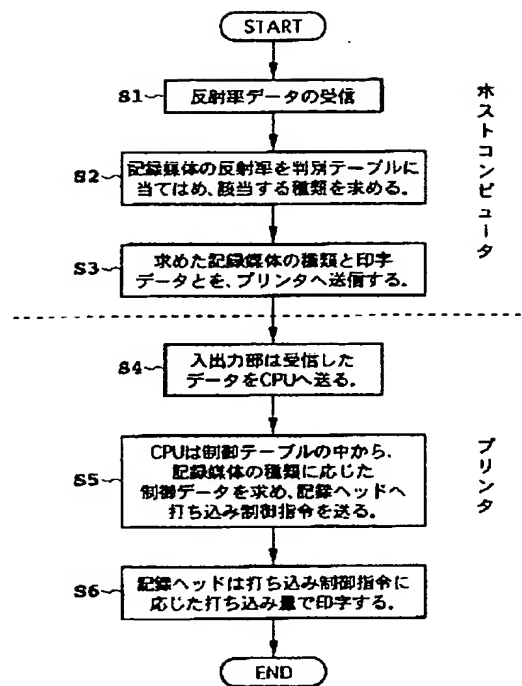 START
S1 反射率データの受信
S2 記録媒体の反射率を判別テーブルに
当てはめ、該当する種類を求める。
S3 求めた記録媒体の種類と印字
データとを、プリンタへ送信する。
ホストコンピュータ
S4 入出力部は受信した
データをCPUへ送る。
S5 CPUは制御テーブルの中から、
記録媒体の種類に応じた
制御データを求め、記録ヘッドへ
打ち込み制御指令を送る。
プリンタ
S6 記録ヘッドは打ち込み制御指令に
応じた打ち込み量で印字する。
END